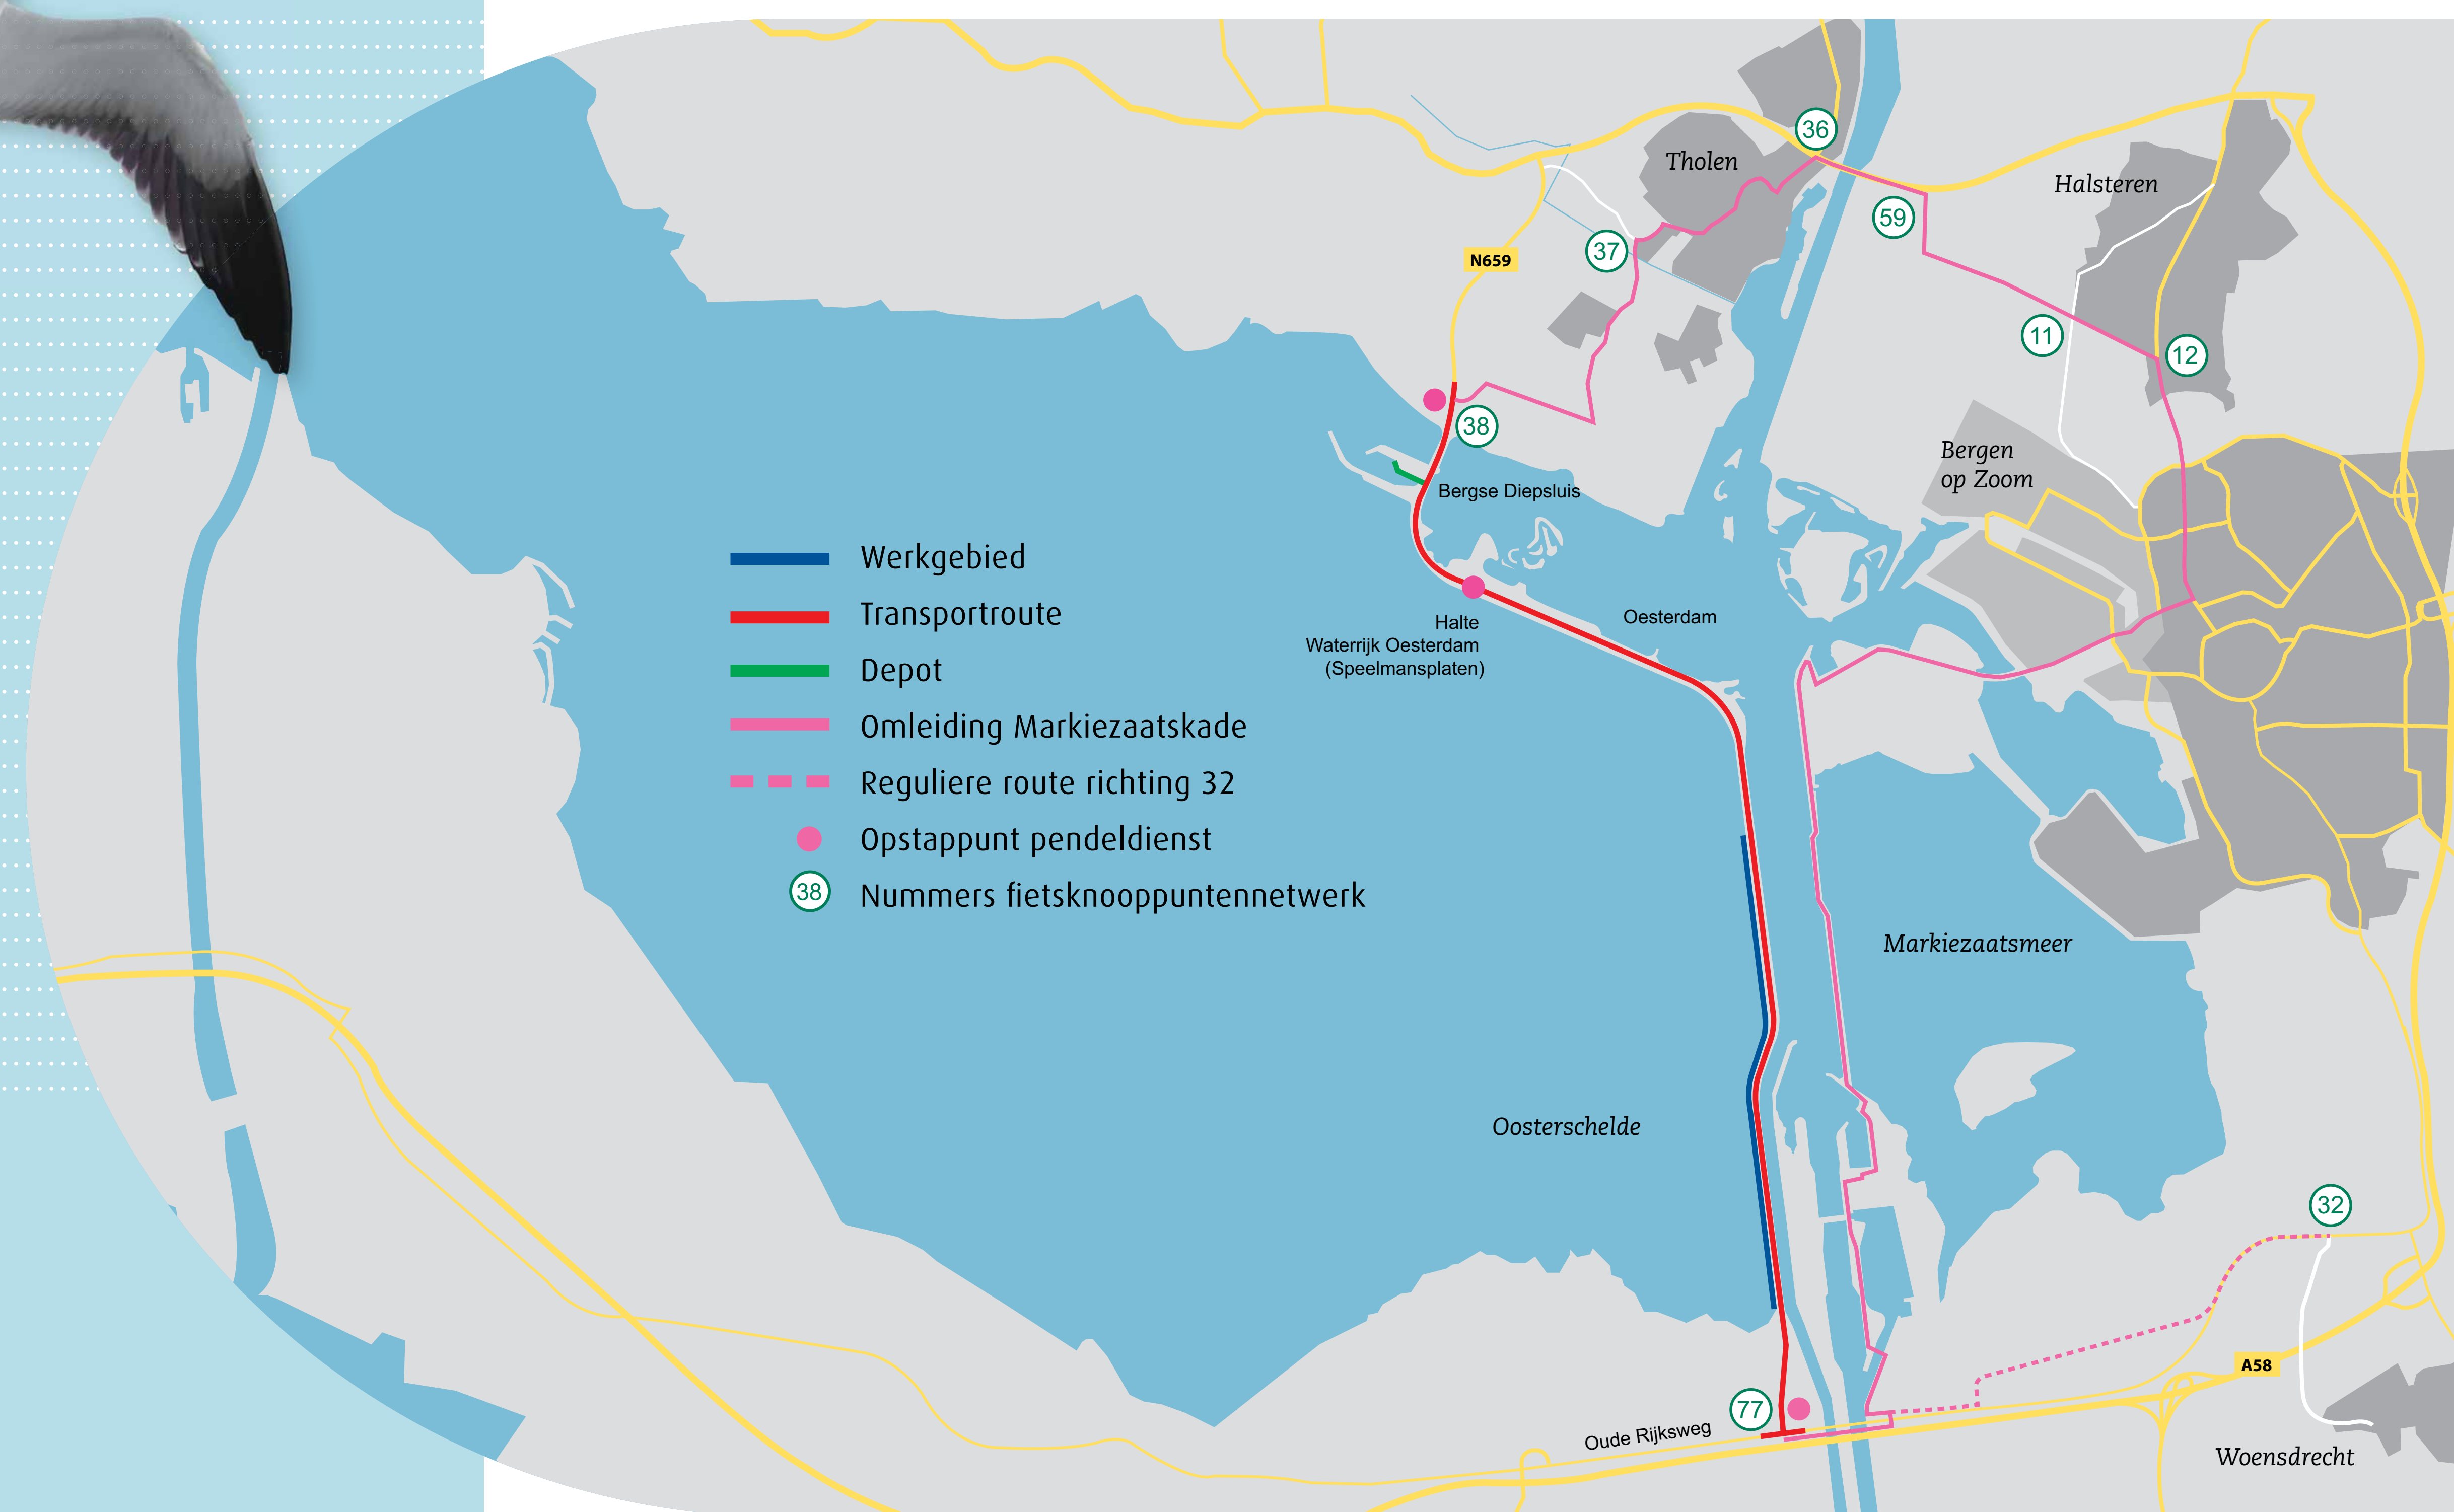 36
Tholen
Halsteren
59
37
N659
11
12
38
Bergen
op Zoom
Bergse Diepsluis
Werkgebied
Transportroute
Depot
Omleiding Markiezaatskade
Reguliere route richting 32
Opstappunt pendeldienst
38
Nummers fietsknooppuntennetwerk
Halte
Waterrijk Oesterdam
(Speelmansplaten)
Oesterdam
Markiezaatsmeer
Oosterschelde
32
A58
77
Oude Rijksweg
Woensdrecht